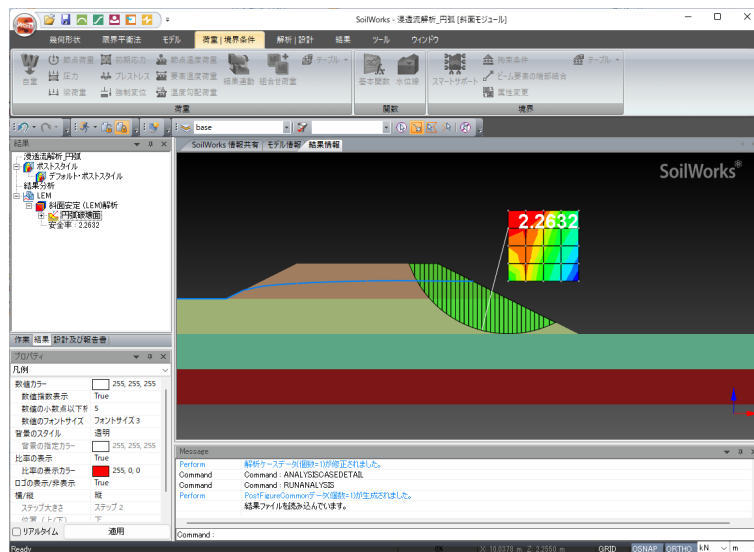 SoilWorks - 浸透流解析_円弧 [斜面モジュール]
幾何形状 限界平衡法 モデル 荷重 | 境界条件 解析 | 設計 結果 ツール ウィンドウ
自重 節点荷重 初期応力 節点温度荷重 結果連動 組合せ荷重 テーブル 基本関数 水位線 スマートサポート 拘束条件 テーブル
圧力 プレストレス 要素温度荷重 ビーム要素の端部結合
梁荷重 強制変位 温度勾配荷重 属性変更
荷重 関数 境界
base
結果
SoilWorks 情報共有 モデル情報 結果情報
浸透流解析_円弧
ポストスタイル
デフォルト・ポストスタイル
結果分析
LEM
斜面安定 (LEM)解析
円弧破壊面
安全率 : 2.2632
SoilWorks®
2.2632
作業 結果 設計及び報告書
プロパティ
凡例
数値カラー 255, 255, 255
数値指数表示 True
数値の小数点以下桁 5
数値のフォントサイズ フォントサイズ 3
背景のスタイル 透明
背景の指定カラー 255, 255, 255
比率の表示 True
比率の表示カラー 255, 0, 0
ロゴの表示/非表示 True
横/縦 縦
ステップ大きさ ステップ 2
位置 (上/下) 下
リアルタイム 適用
Message
Perform 解析ケースデータ(個数=1)が修正されました。
Command Command : ANALYSISCASEDETAIL
Command Command : RUNANALYSIS
Perform PostFigureCommonデータ(個数=1)が生成されました。
結果ファイルを読み込んでいます。
Command :
Ready X: 10.0378 m Z: 2.2550 m GRID OSNAP ORTHO kN m